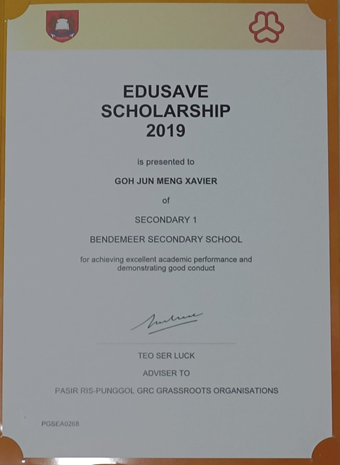 EDUSAVE
SCHOLARSHIP
2019
is presented to
GOH JUN MENG XAVIER
of
SECONDARY 1
BENDEMEER SECONDARY SCHOOL
for achieving excellent academic performance and
demonstrating good conduct
TEO SER LUCK
ADVISER TO
PASIR RIS-PUNGGOL GRC GRASSROOTS ORGANISATIONS
PGSEA0268